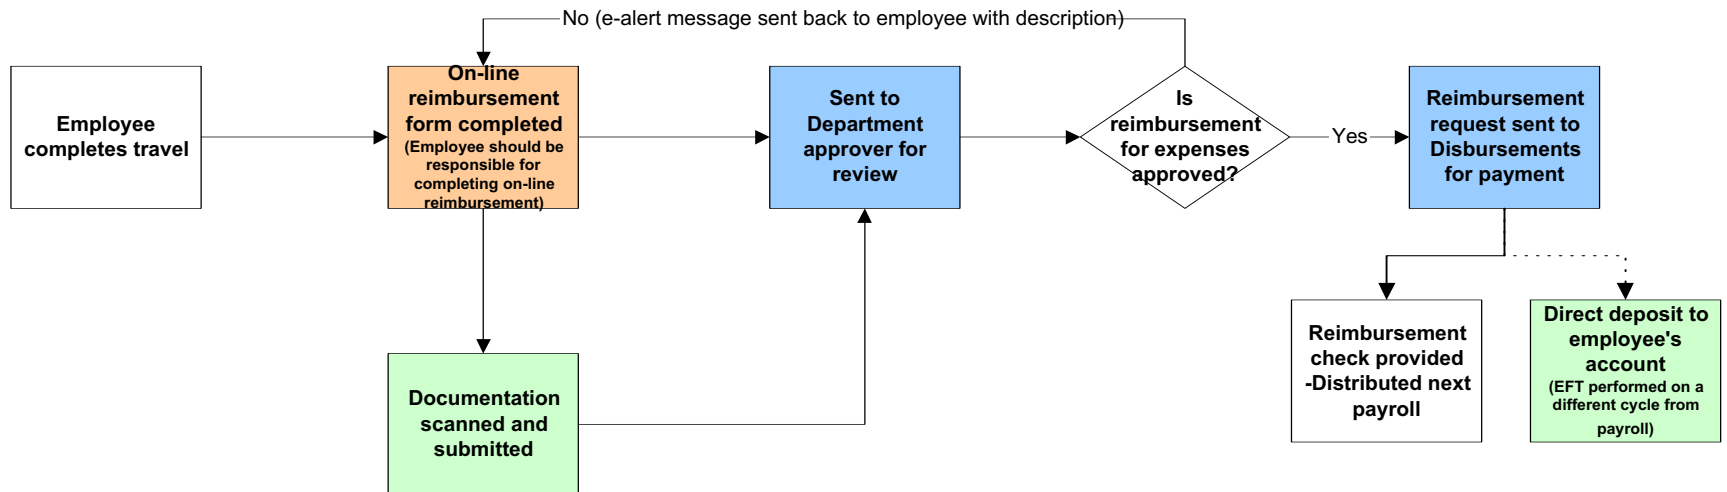 No (e-alert message sent back to employee with description)
Employee
completes travel
On-line
reimbursement
form completed
(Employee should be
responsible for
completing on-line
reimbursement)
Sent to
Department
approver for
review
Is
reimbursement
for expenses
approved?
Yes
Reimbursement
request sent to
Disbursements
for payment
Documentation
scanned and
submitted
Reimbursement
check provided
-Distributed next
payroll
Direct deposit to
employee's
account
(EFT performed on a
different cycle from
payroll)